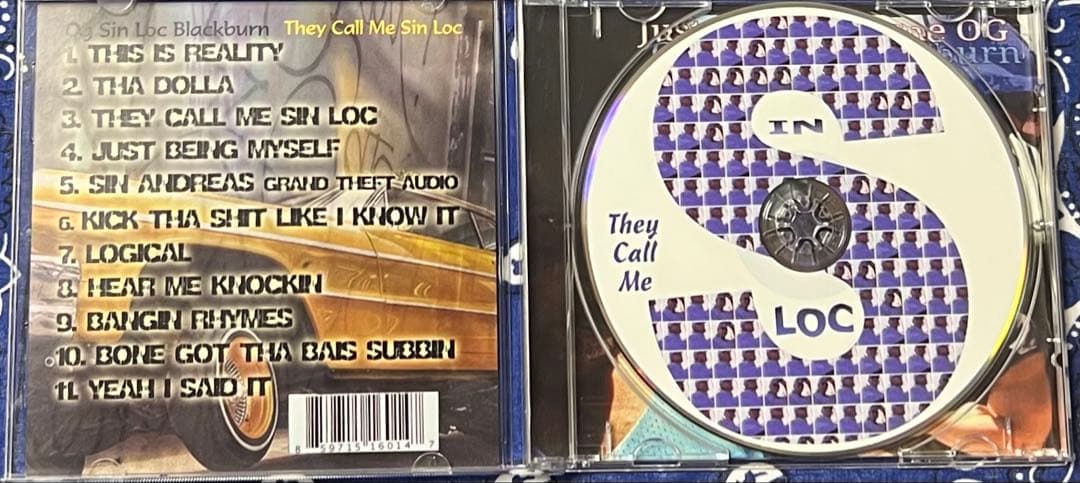 Og Sin Loc Blackburn They Call Me Sin Loc
1. THIS IS REALITY
2. THA DOLLA
3. THEY CALL ME SIN LOC
4. JUST BEING MYSELF
5. SIN ANDREAS GRAND THEFT AUDIO
6. KICK THA SHIT LIKE I KNOW IT
7. LOGICAL
8. HEAR ME KNOCKIN
9. BANGIN RHYMES
10. BONE GOT THA BAIS SUBBIN
11. YEAH I SAID IT
8 59715 16014 7
OG
IN
They
Call
Me
LOC